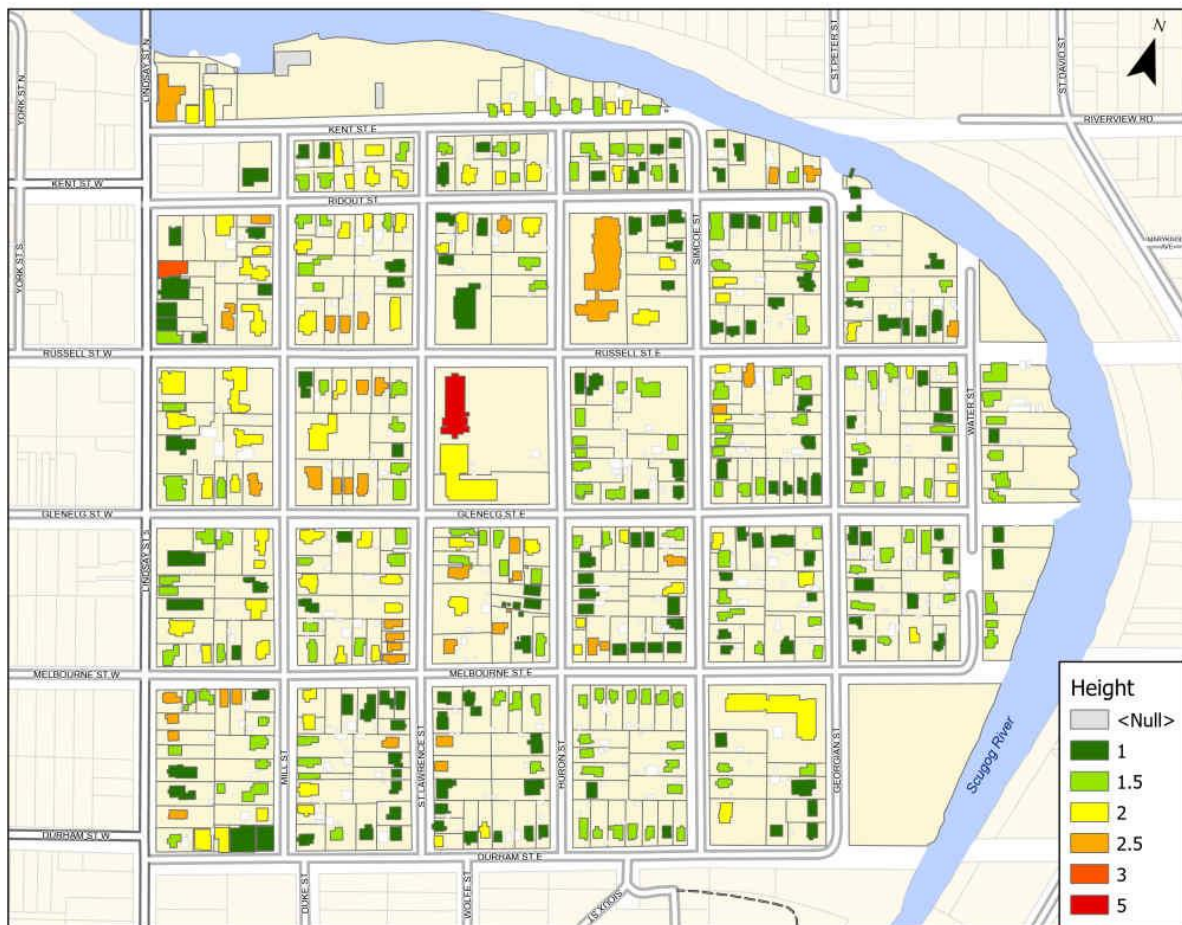 YORK ST N
LINDSAY ST N
ST PETER ST
ST DAVID ST
N
RIVERVIEW RD
KENT ST E
KENT ST W
RIDOUT ST
SIMCOE ST
YORK ST S
RUSSELL ST W
RUSSELL ST E
WATER ST
GLENELG ST W
GLENELG ST E
LINDSAY ST S
MELBOURNE ST W
MELBOURNE ST E
MILL ST
ST LAWRENCE ST
HURON ST
GEORGIAN ST
Scugog River
DURHAM ST W
DURHAM ST E
DUKE ST
WOLFE ST
SIOUX ST
Height
<Null>
1
1.5
2
2.5
3
5